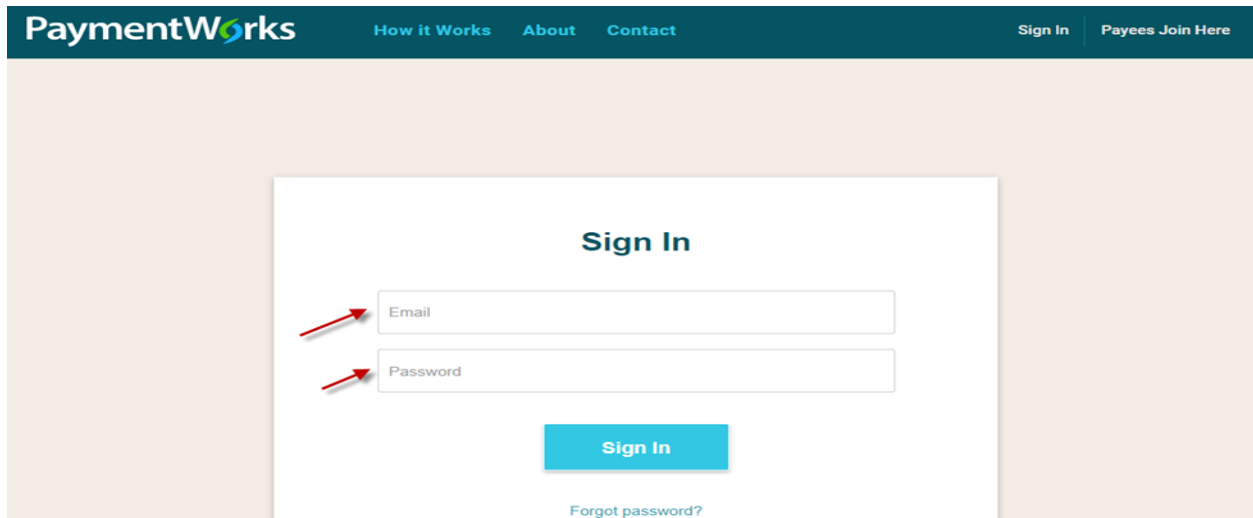 PaymentWorks How it Works About Contact Sign In Payees Join Here
Sign In
Email
Password
Sign In
Forgot password?